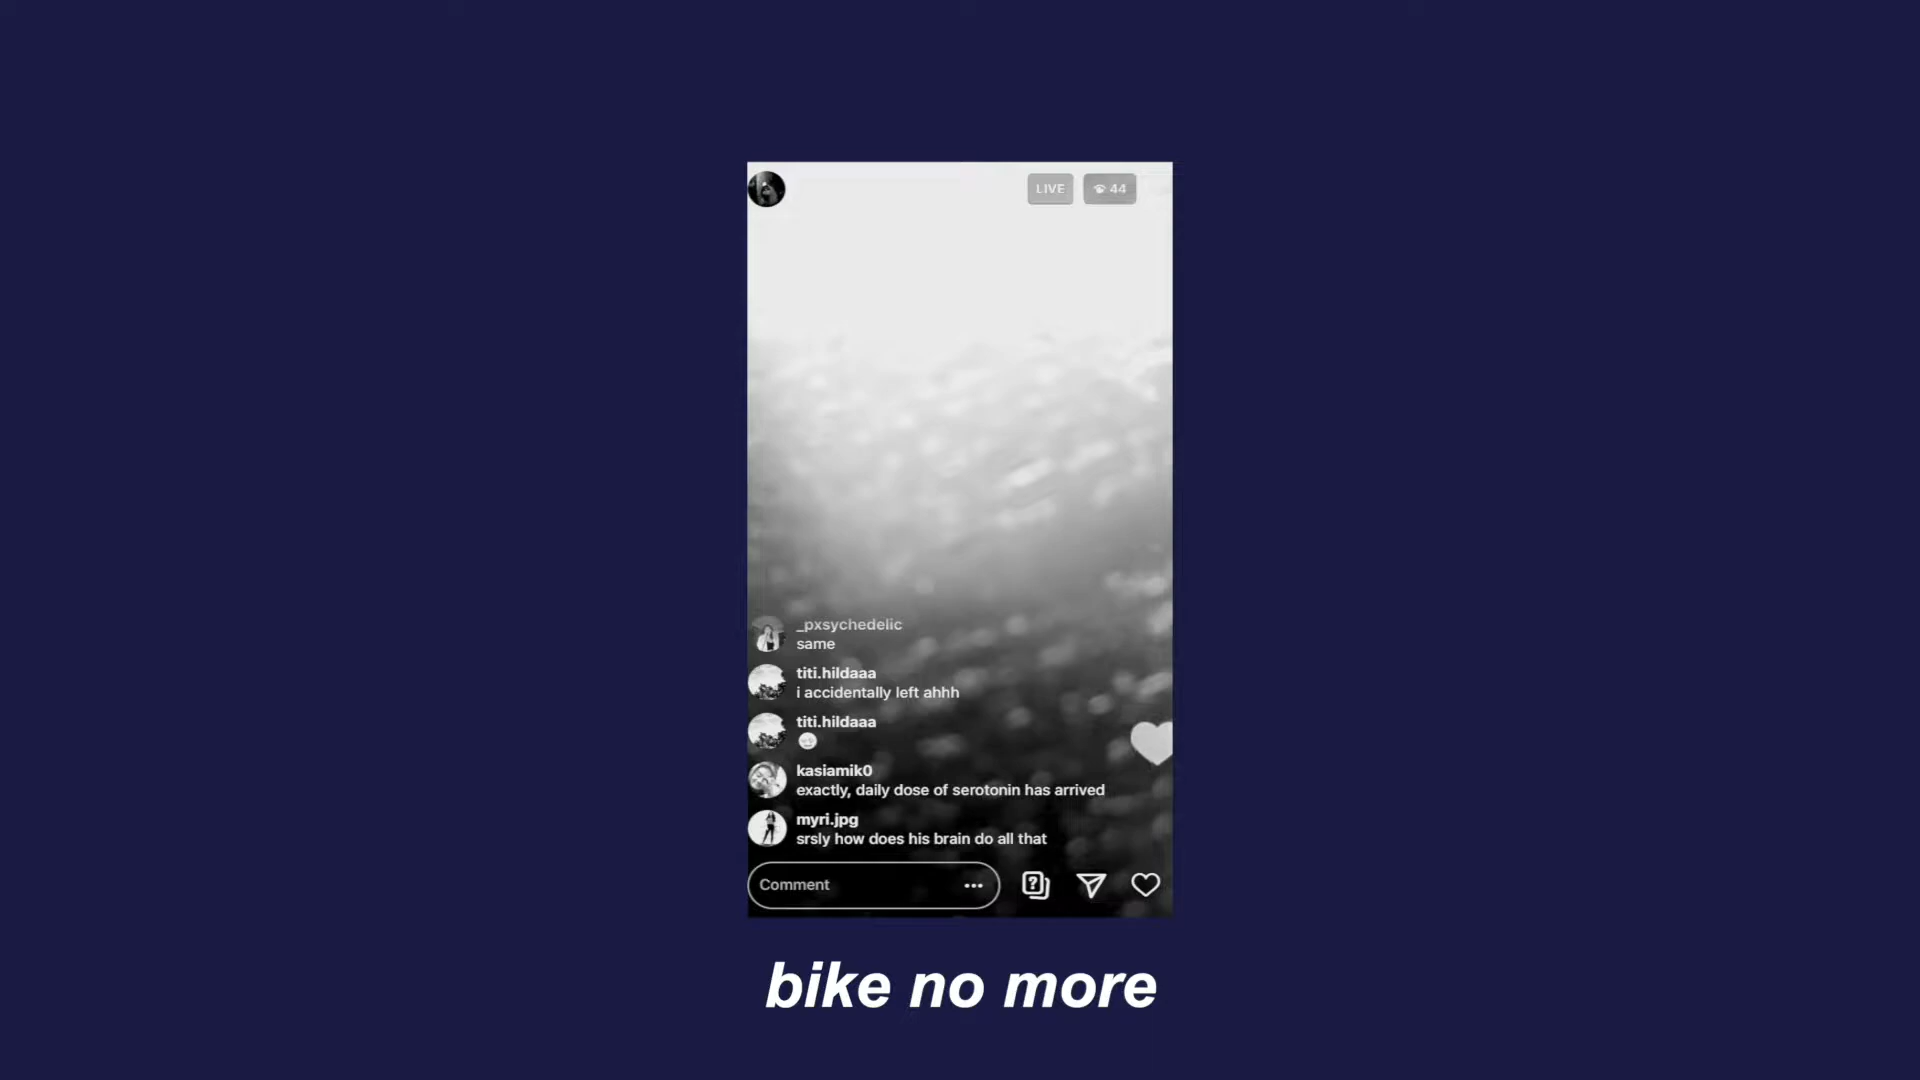 LIVE
44
_pxsychedelic
same
titi.hildaaa
i accidentally left ahhh
titi.hildaaa
kasiamik0
exactly, daily dose of serotonin has arrived
myri.jpg
srsly how does his brain do all that
Comment
bike no more